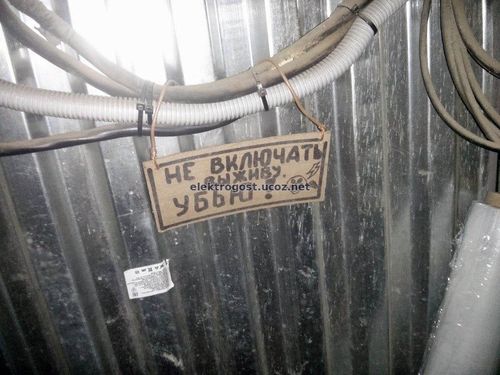 НЕ ВКЛЮЧАТЬ
ВЫЖИВУ
УБЬЮ!
elektrogost.ucoz.net